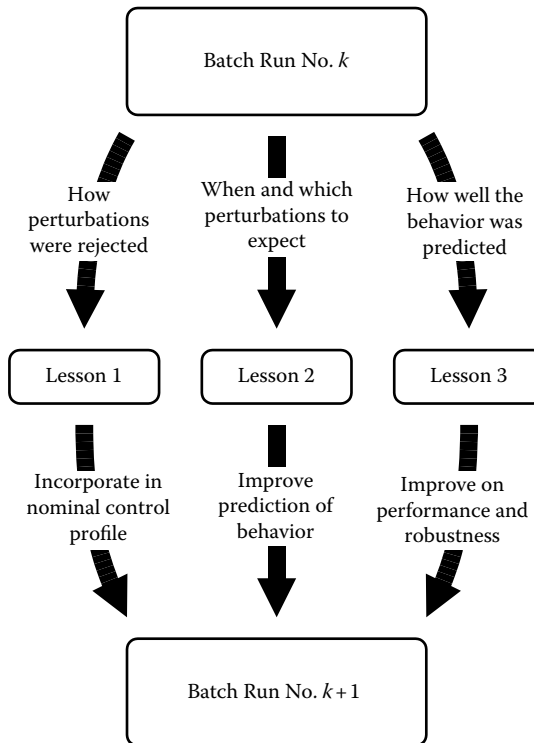 Batch Run No. k
How
perturbations
were rejected
When and which
perturbations to
expect
How well the
behavior was
predicted
Lesson 1
Lesson 2
Lesson 3
Incorporate in
nominal control
profile
Improve
prediction of
behavior
Improve on
performance and
robustness
Batch Run No. k+1